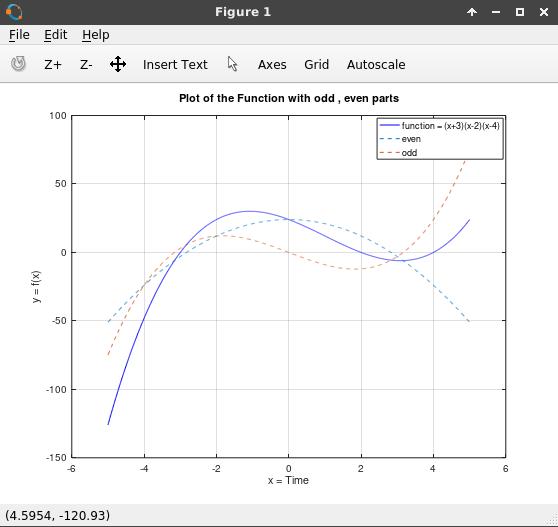 Figure 1
File Edit Help
Z+ Z- Insert Text Axes Grid Autoscale
Plot of the Function with odd , even parts
function = (x+3)(x-2)(x-4)
even
odd
100
50
0
-50
-100
-150
y = f(x)
-6 -4 -2 0 2 4 6
x = Time
(4.5954, -120.93)